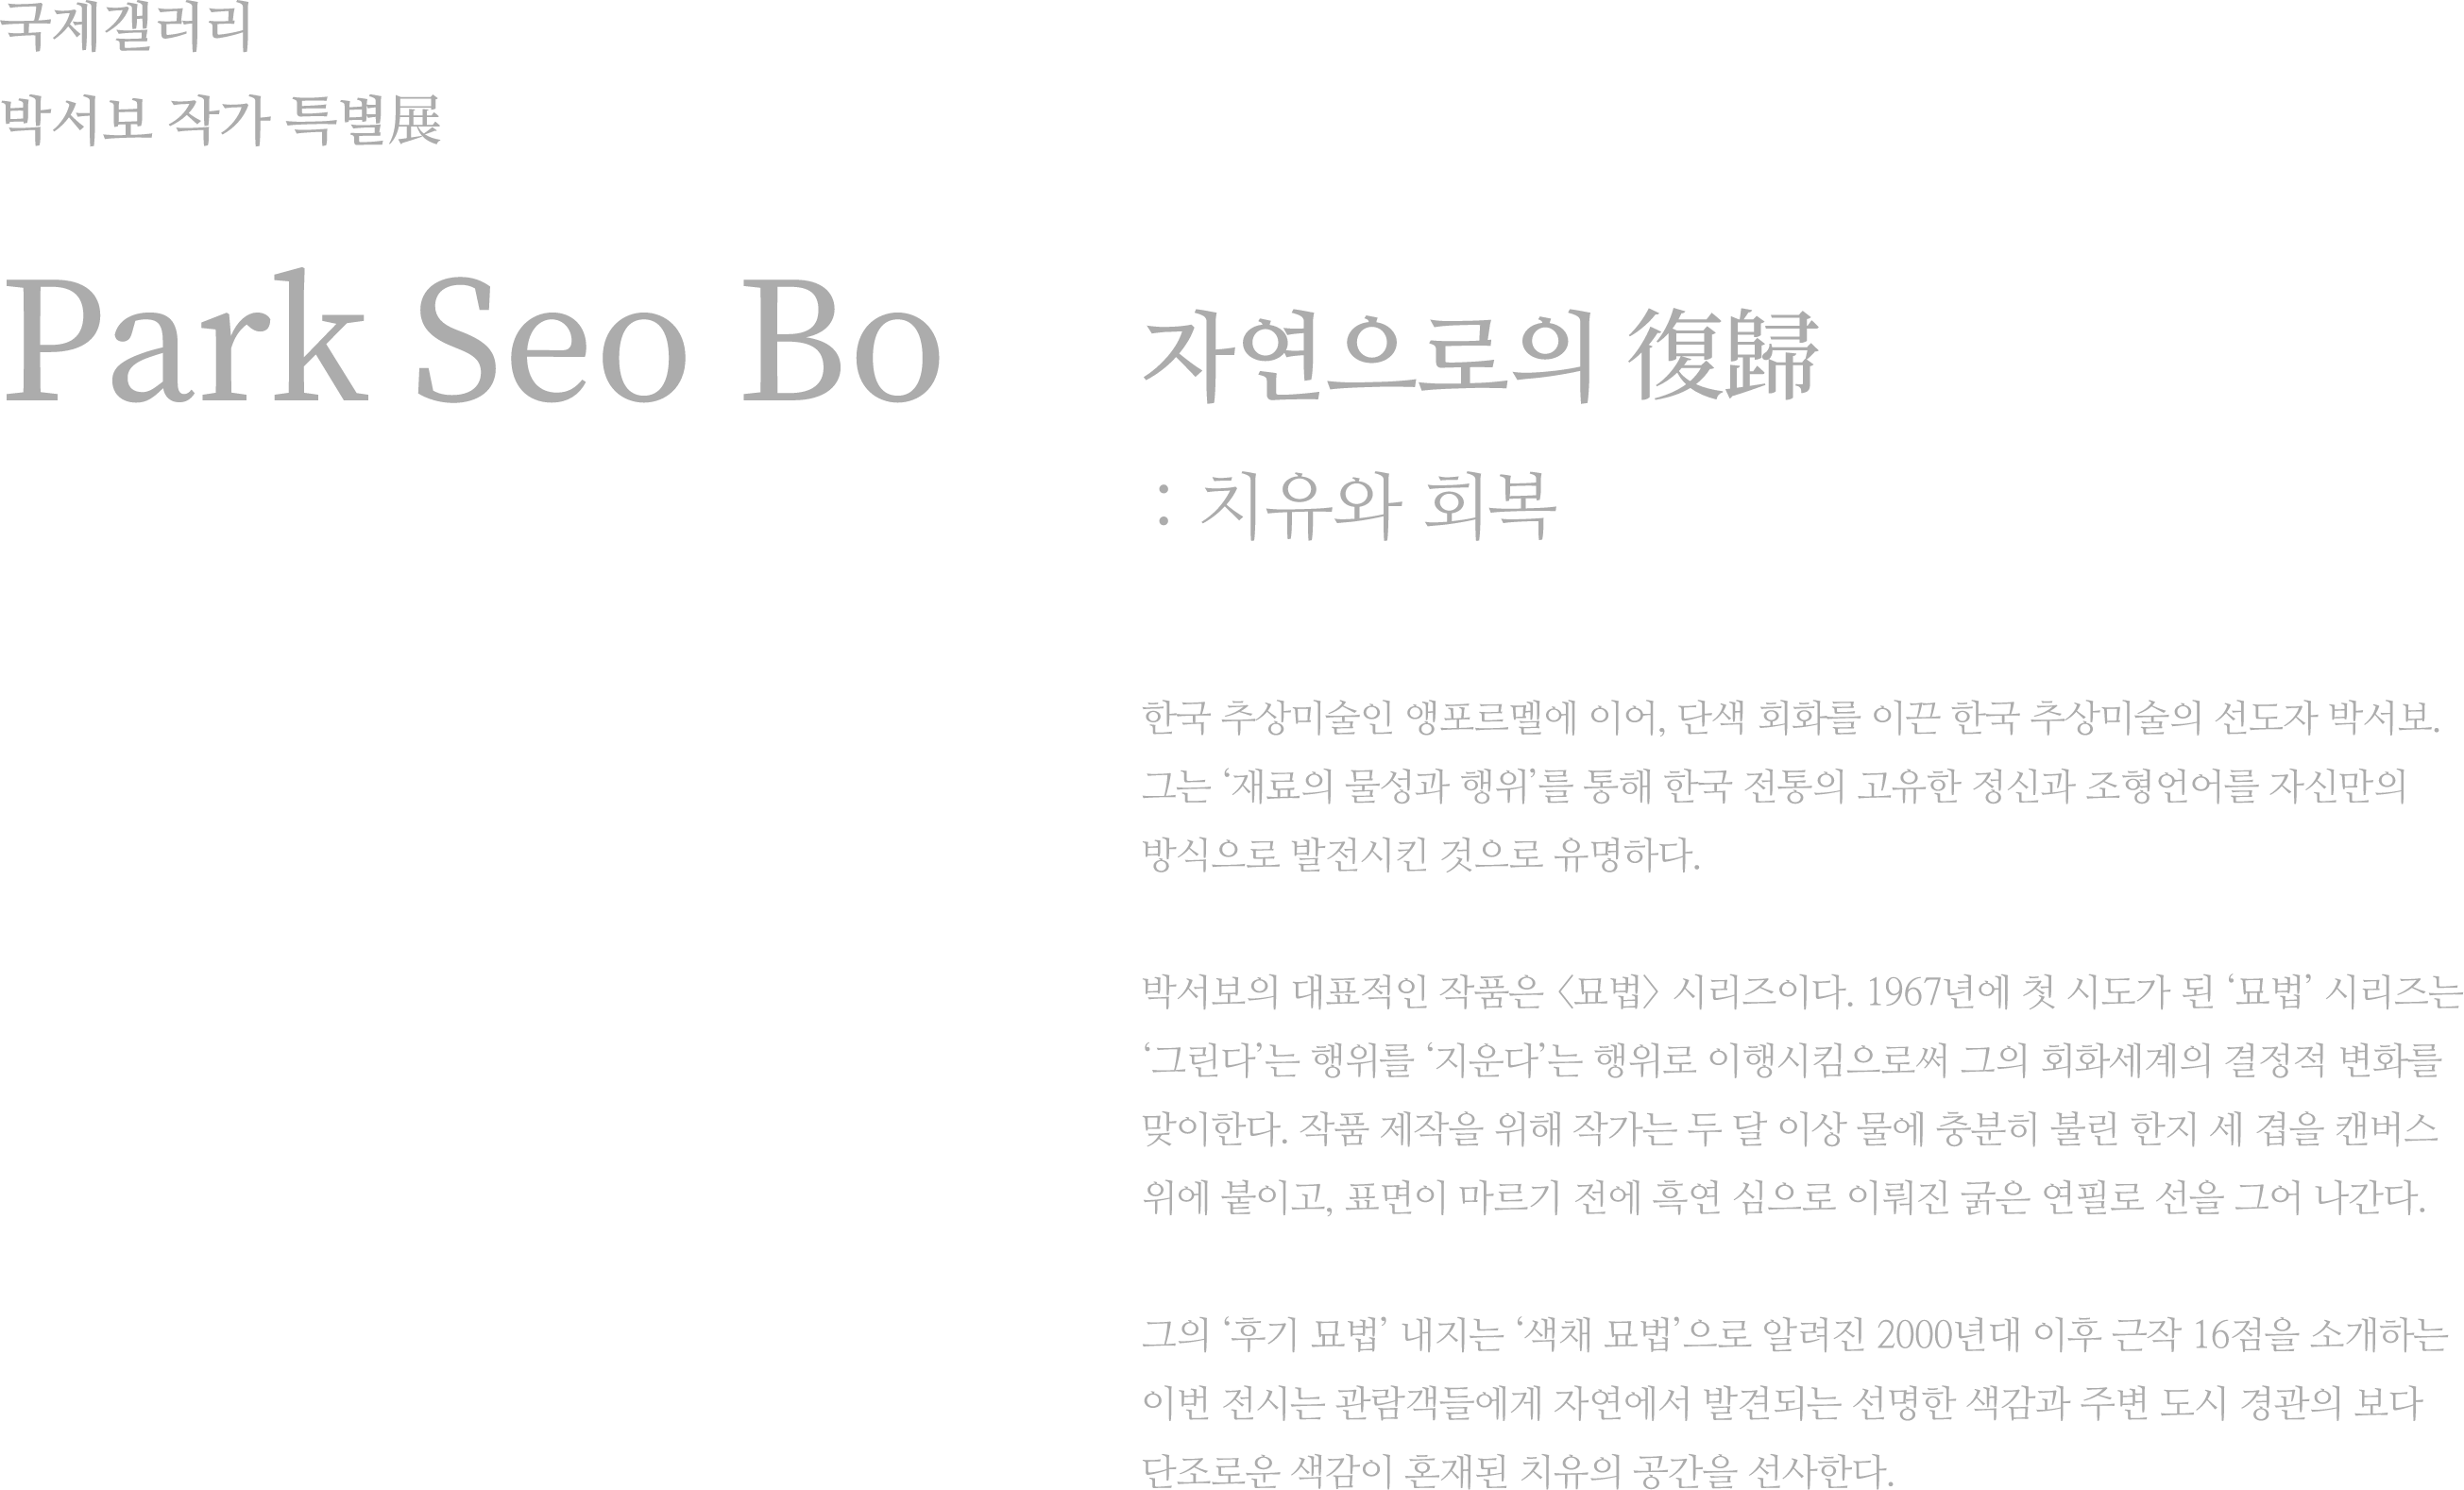 국제갤러리
박서보 작가 특별展
Park Seo Bo
자연으로의 復歸
: 치유와 회복
한국 추상미술인 앵포르멜에 이어, 단색 회화를 이끈 한국 추상미술의 선도자 박서보.
그는 ‘재료의 물성과 행위’를 통해 한국 전통의 고유한 정신과 조형언어를 자신만의
방식으로 발전시킨 것으로 유명하다.
박서보의 대표적인 작품은 〈묘법〉 시리즈이다. 1967년에 첫 시도가 된 ‘묘법’ 시리즈는
‘그린다’는 행위를 ‘지운다’는 행위로 이행시킴으로써 그의 회화세계의 결정적 변화를
맞이한다. 작품 제작을 위해 작가는 두 달 이상 물에 충분히 불린 한지 세 겹을 캔버스
위에 붙이고, 표면이 마르기 전에 흑연 심으로 이뤄진 굵은 연필로 선을 그어 나간다.
그의 ‘후기 묘법’ 내지는 ‘색채 묘법’으로 알려진 2000년대 이후 근작 16점을 소개하는
이번 전시는 관람객들에게 자연에서 발견되는 선명한 색감과 주변 도시 경관의 보다
단조로운 색감이 혼재된 치유의 공간을 선사한다.